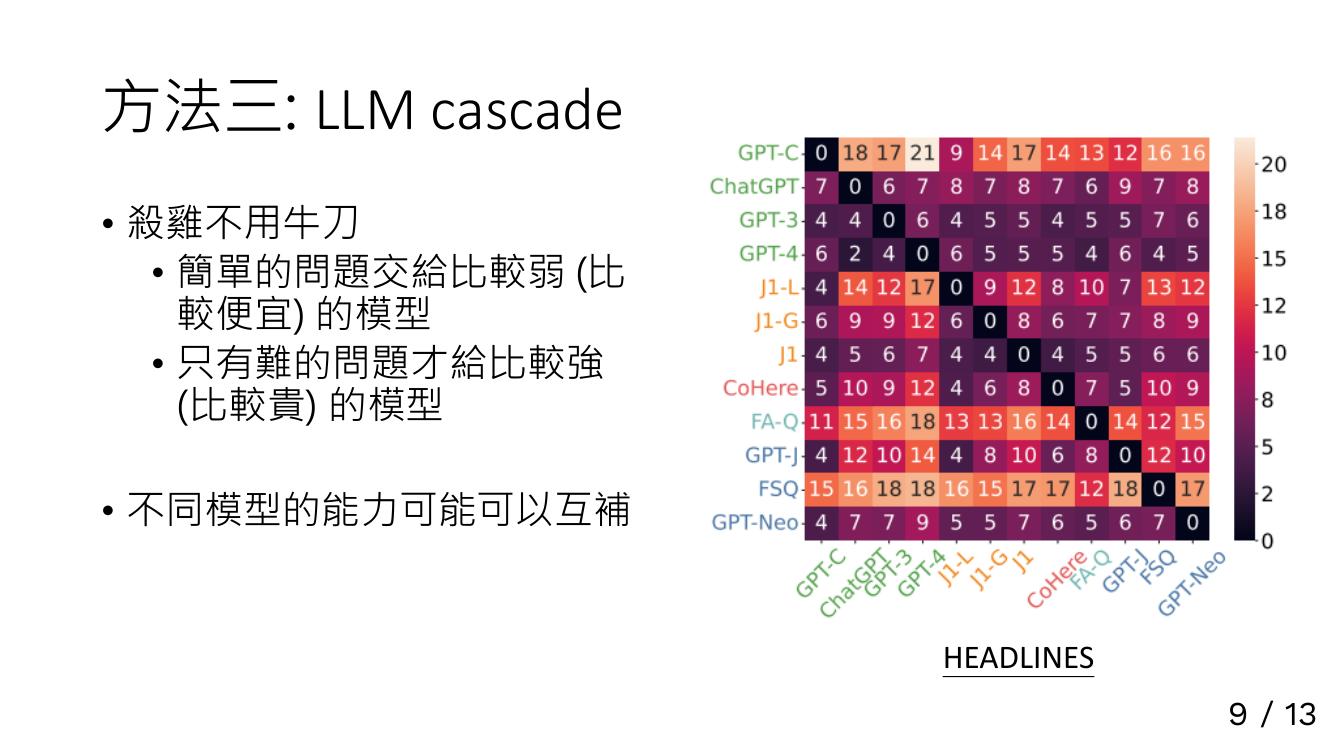 方法三: LLM cascade
• 殺雞不用牛刀
• 簡單的問題交給比較弱 (比
較便宜) 的模型
• 只有難的問題才給比較強
(比較貴) 的模型
• 不同模型的能力可能可以互補
GPT-C 0 18 17 21 9 14 17 14 13 12 16 16
ChatGPT 7 0 6 7 8 7 8 7 6 9 7 8
GPT-3 4 4 0 6 4 5 5 4 5 5 7 6
GPT-4 6 2 4 0 6 5 5 5 4 6 4 5
J1-L 4 14 12 17 0 9 12 8 10 7 13 12
J1-G 6 9 9 12 6 0 8 6 7 7 8 9
J1 4 5 6 7 4 4 0 4 5 5 6 6
CoHere 5 10 9 12 4 6 8 0 7 5 10 9
FA-Q 11 15 16 18 13 13 16 14 0 14 12 15
GPT-J 4 12 10 14 4 8 10 6 8 0 12 10
FSQ 15 16 18 18 16 15 17 17 12 18 0 17
GPT-Neo 4 7 7 9 5 5 7 6 5 6 7 0
GPT-C ChatGPT GPT-3 GPT-4 J1-L J1-G J1 CoHere FA-Q GPT-J FSQ GPT-Neo
20
18
15
12
10
8
5
2
0
HEADLINES
9 / 13